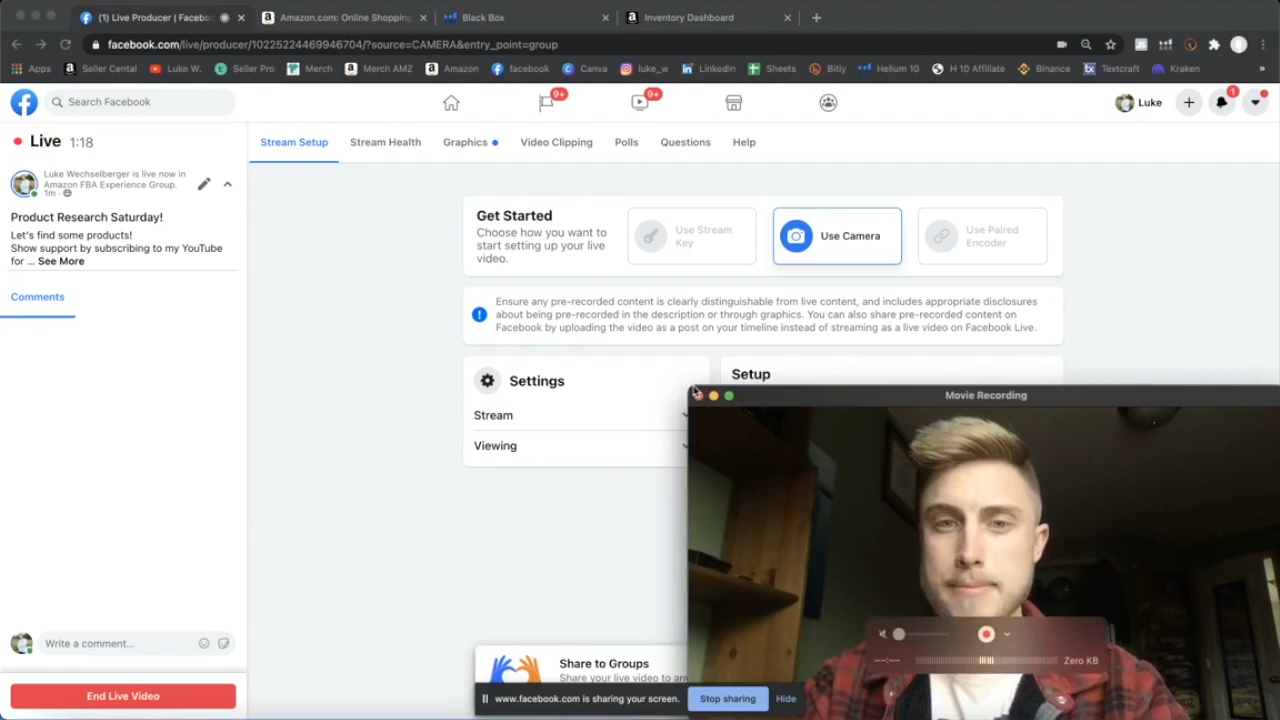 (1) Live Producer | Facebo
Amazon.com: Online Shopping
Black Box
Inventory Dashboard
facebook.com/live/producer/10225224469946704/?source=CAMERA&entry_point=group
Apps
Seller Cental
Luke W.
Seller Pro
Merch
Merch AMZ
Amazon
facebook
Canva
luke_w
LinkedIn
Sheets
Bitly
Helium 10
H 10 Affiliate
Binance
Textcraft
Kraken
»
Search Facebook
9+
9+
Luke
1
Live 1:18
Stream Setup
Stream Health
Graphics
Video Clipping
Polls
Questions
Help
Luke Wechselberger is live now in
Amazon FBA Experience Group.
1m
Product Research Saturday!
Let's find some products!
Show support by subscribing to my YouTube
for ... See More
Comments
Get Started
Choose how you want to
start setting up your live
video.
Use Stream
Key
Use Camera
Use Paired
Encoder
Ensure any pre-recorded content is clearly distinguishable from live content, and includes appropriate disclosures
about being pre-recorded in the description or through graphics. You can also share pre-recorded content on
Facebook by uploading the video as a post on your timeline instead of streaming as a live video on Facebook Live.
Settings
Stream
Viewing
Setup
Movie Recording
Zero KB
Write a comment...
End Live Video
Share to Groups
Share your live video to any
www.facebook.com is sharing your screen.
Stop sharing
Hide